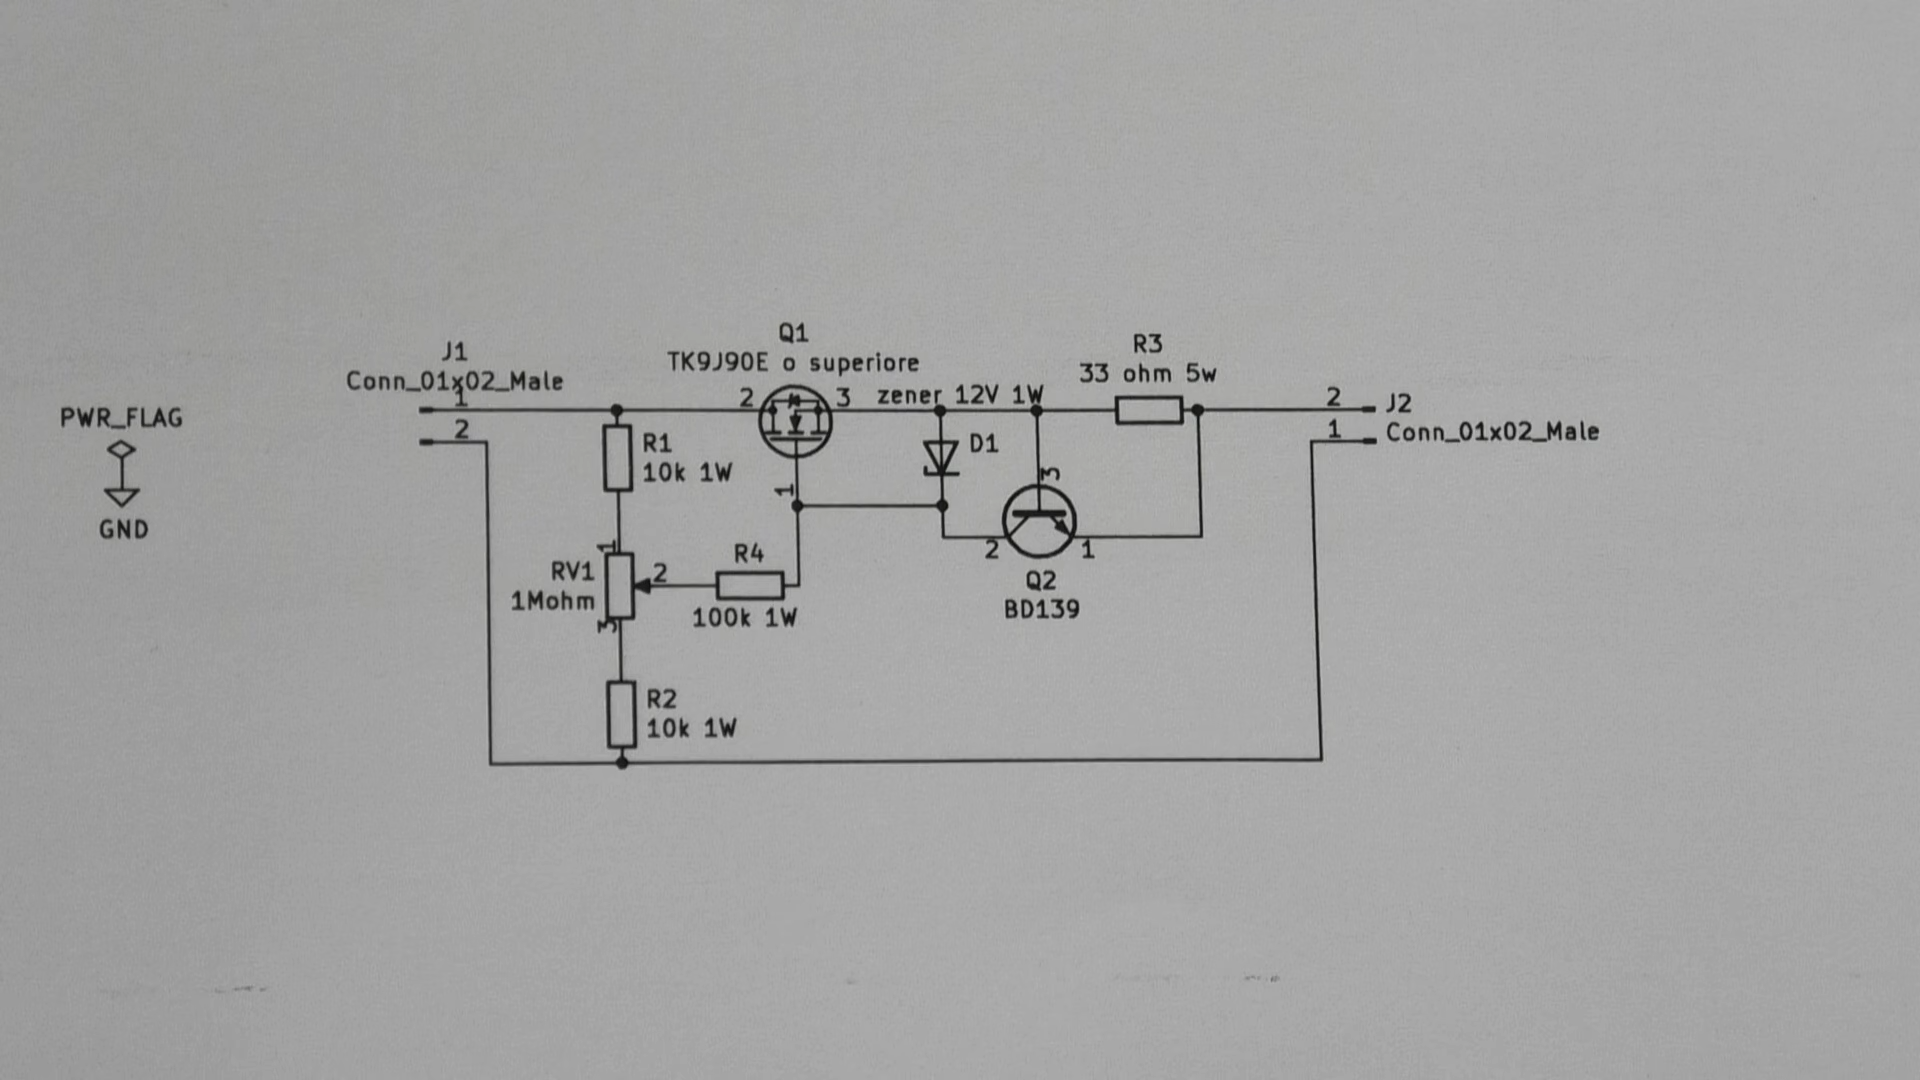 PWR_FLAG
GND
J1
Conn_01x02_Male
1
2
R1
10k 1W
1
RV1
1Mohm
2
3
R2
10k 1W
R4
100k 1W
Q1
TK9J90E o superiore
2
3
1
zener 12V 1W
D1
3
2
1
Q2
BD139
R3
33 ohm 5w
2
1
J2
Conn_01x02_Male